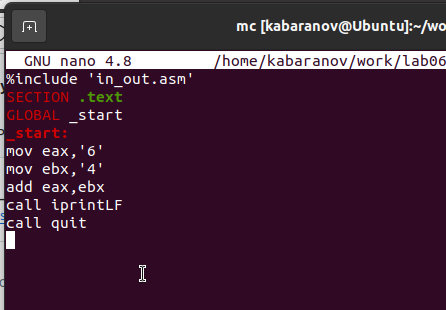 mc [kabaranov@Ubuntu]:~/wo
GNU nano 4.8 /home/kabaranov/work/lab06
%include 'in_out.asm'
SECTION .text
GLOBAL _start
_start:
mov eax,'6'
mov ebx,'4'
add eax,ebx
call iprintLF
call quit